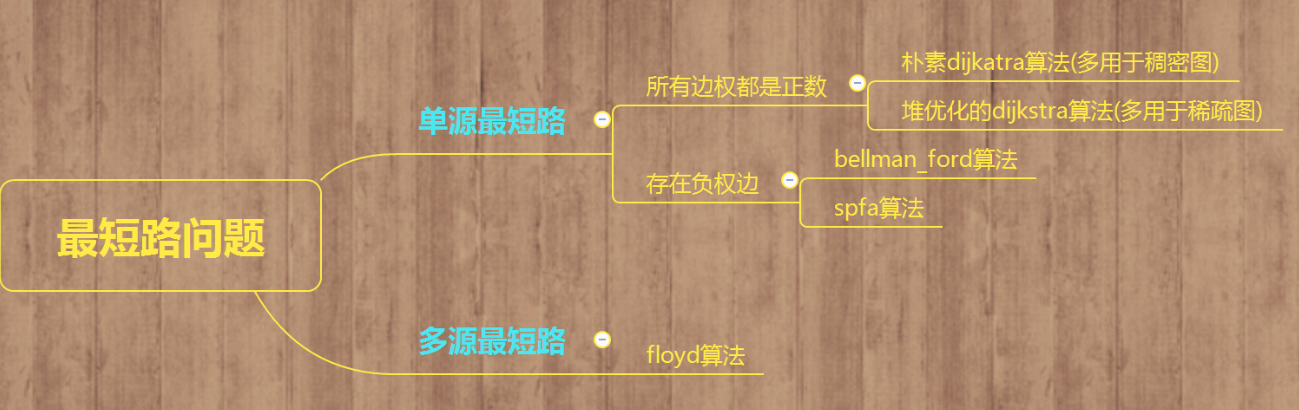 最短路问题
单源最短路
所有边权都是正数
朴素dijkatra算法(多用于稠密图)
堆优化的dijkstra算法(多用于稀疏图)
存在负权边
bellman_ford算法
spfa算法
多源最短路
floyd算法